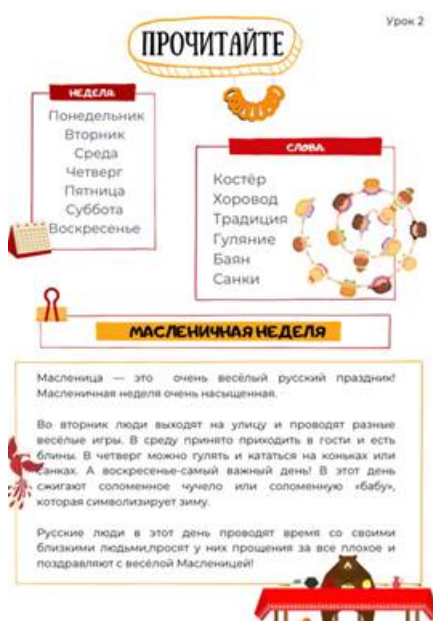 Урок 2
ПРОЧИТАЙТЕ
НЕДЕЛЯ
Понедельник
Вторник
Среда
Четверг
Пятница
Суббота
Воскресенье
СЛОВА
Костёр
Хоровод
Традиция
Гуляние
Баян
Санки
МАСЛЕНИЧНАЯ НЕДЕЛЯ
Масленица — это очень весёлый русский праздник!
Масленичная неделя очень насыщенная.
Во вторник люди выходят на улицу и проводят разные
весёлые игры. В среду принято приходить в гости и есть
блины. В четверг можно гулять и кататься на коньках или
санках. А воскресенье-самый важный день! В этот день
сжигают соломенное чучело или соломенную «бабу»,
которая символизирует зиму.
Русские люди в этот день проводят время со своими
близкими людьми,просят у них прощения за все плохое и
поздравляют с весёлой Масленицей!